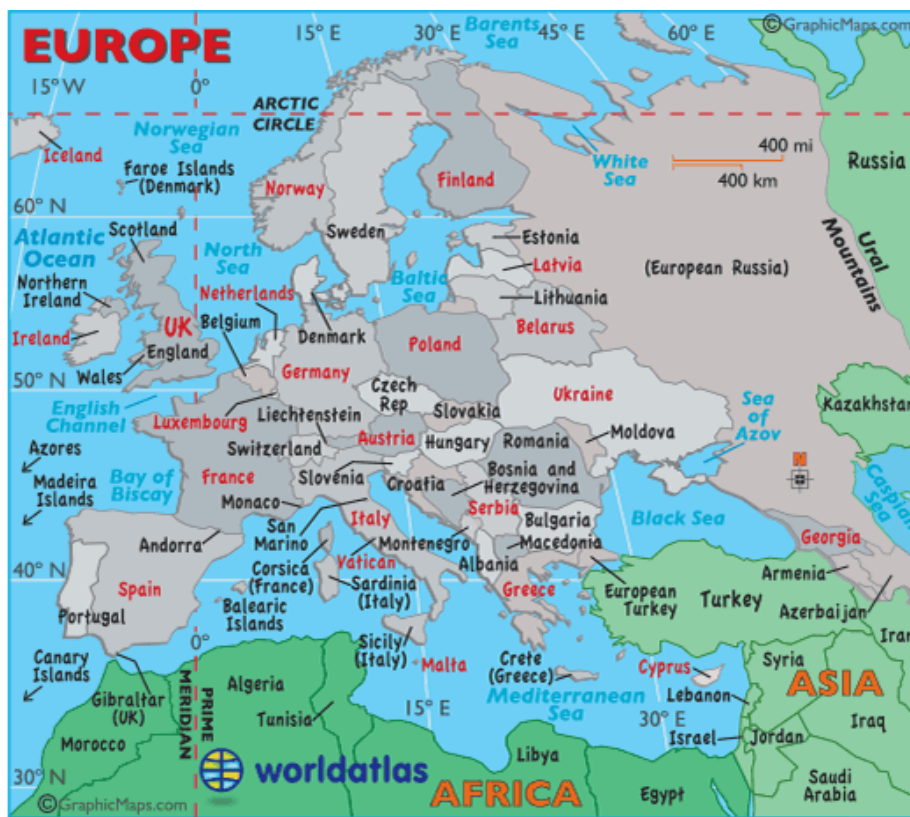 ©GraphicMaps.com
EUROPE
15° E
30° E
Barents
Sea
45° E
60° E
15° W
0°
ARCTIC
CIRCLE
Norwegian
Sea
Iceland
Faroe Islands
(Denmark)
Norway
Finland
White
Sea
400 mi
400 km
Russia
60° N
Scotland
Atlantic
Ocean
North
Sea
Sweden
Estonia
Latvia
Baltic
Sea
(European Russia)
Ural
Mountains
Northern
Ireland
Netherlands
Lithuania
Ireland
UK
Belgium
Denmark
Belarus
England
Poland
Wales
Germany
50° N
English
Channel
Czech
Rep
Ukraine
Luxembourg
Liechtenstein
Slovakia
Sea
of
Azov
Kazakhstan
Azores
Switzerland
Austria
Hungary
Romania
Moldova
Bay of
Biscay
France
Slovenia
Croatia
Bosnia and
Herzegovina
N
Caspian
Sea
Madeira
Islands
Monaco
Italy
Serbia
San
Marino
Montenegro
Bulgaria
Black Sea
Andorra
Vatican
Macedonia
Georgia
Corsica
(France)
Albania
Armenia
40° N
Spain
Sardinia
(Italy)
Greece
European
Turkey
Turkey
Azerbaijan
Portugal
Balearic
Islands
Iran
0°
Sicily
(Italy)
Malta
Crete
(Greece)
Cyprus
Syria
Canary
Islands
Gibraltar
(UK)
PRIME
MERIDIAN
Algeria
Mediterranean
Sea
Lebanon
ASIA
Tunisia
15° E
30° E
Iraq
Morocco
Israel
Jordan
Libya
worldatlas
30° N
AFRICA
Egypt
Saudi
Arabia
©GraphicMaps.com